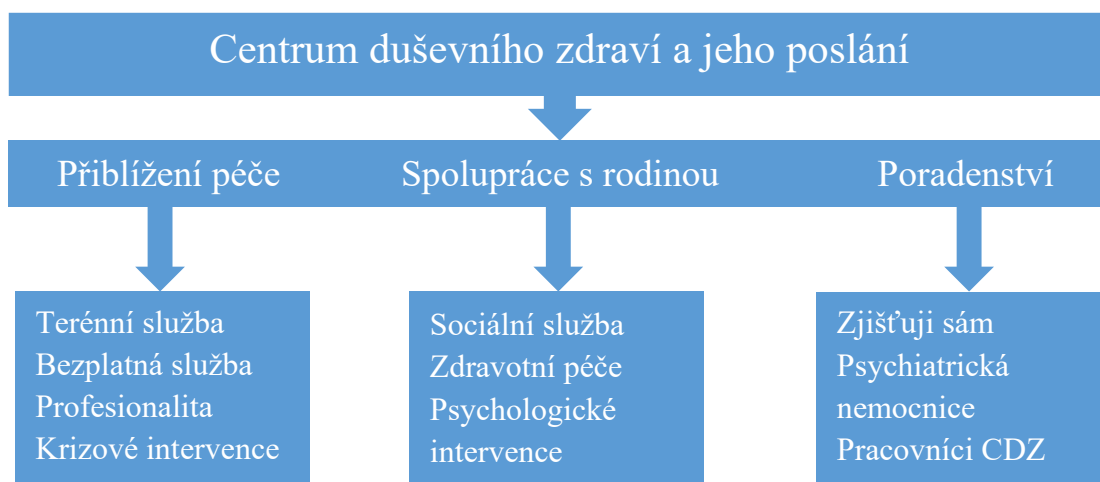 Centrum duševního zdraví a jeho poslání
Přiblížení péče
Spolupráce s rodinou
Poradenství
Terénní služba
Bezplatná služba
Profesionalita
Krizové intervence
Sociální služba
Zdravotní péče
Psychologické
intervence
Zjišťuji sám
Psychiatrická
nemocnice
Pracovníci CDZ